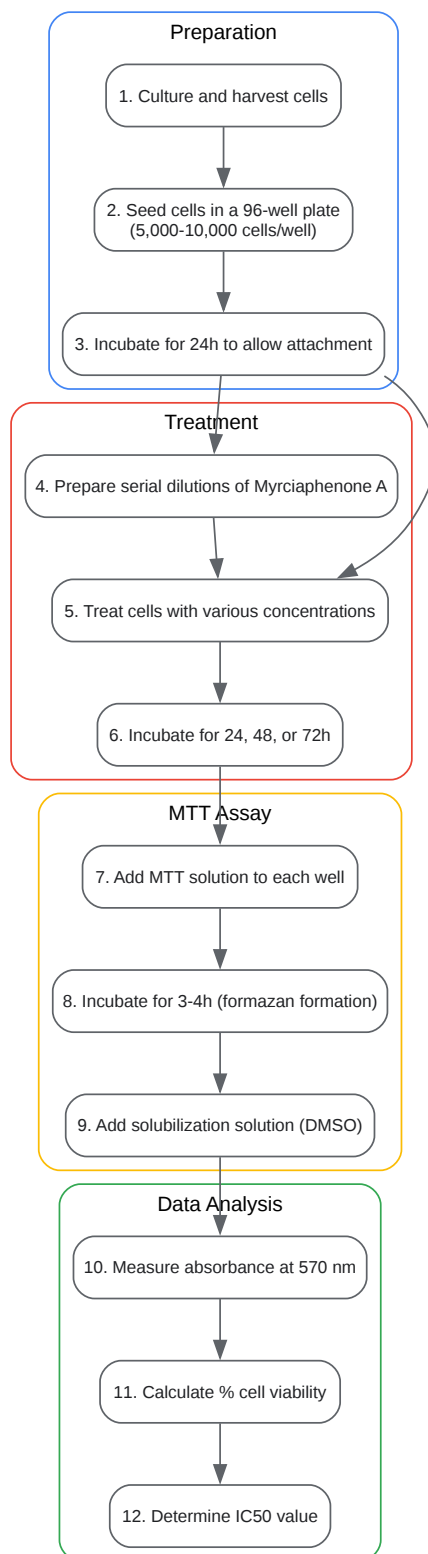 Preparation
1. Culture and harvest cells
2. Seed cells in a 96-well plate
(5,000-10,000 cells/well)
3. Incubate for 24h to allow attachment
Treatment
4. Prepare serial dilutions of Myrciaphenone A
5. Treat cells with various concentrations
6. Incubate for 24, 48, or 72h
MTT Assay
7. Add MTT solution to each well
8. Incubate for 3-4h (formazan formation)
9. Add solubilization solution (DMSO)
Data Analysis
10. Measure absorbance at 570 nm
11. Calculate % cell viability
12. Determine IC50 value